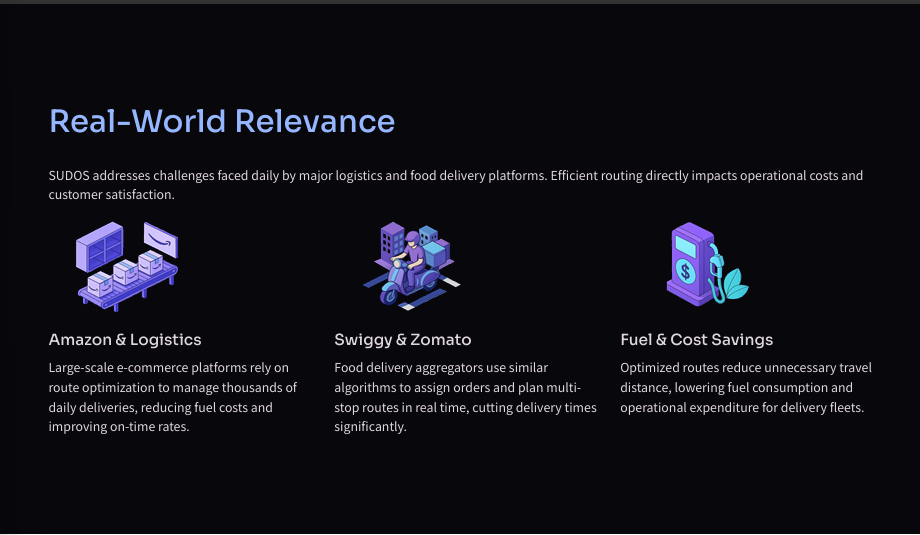 Real-World Relevance
SUDOS addresses challenges faced daily by major logistics and food delivery platforms. Efficient routing directly impacts operational costs and
customer satisfaction.
Amazon & Logistics
Large-scale e-commerce platforms rely on
route optimization to manage thousands of
daily deliveries, reducing fuel costs and
improving on-time rates.
Swiggy & Zomato
Food delivery aggregators use similar
algorithms to assign orders and plan multi-
stop routes in real time, cutting delivery times
significantly.
$
Fuel & Cost Savings
Optimized routes reduce unnecessary travel
distance, lowering fuel consumption and
operational expenditure for delivery fleets.